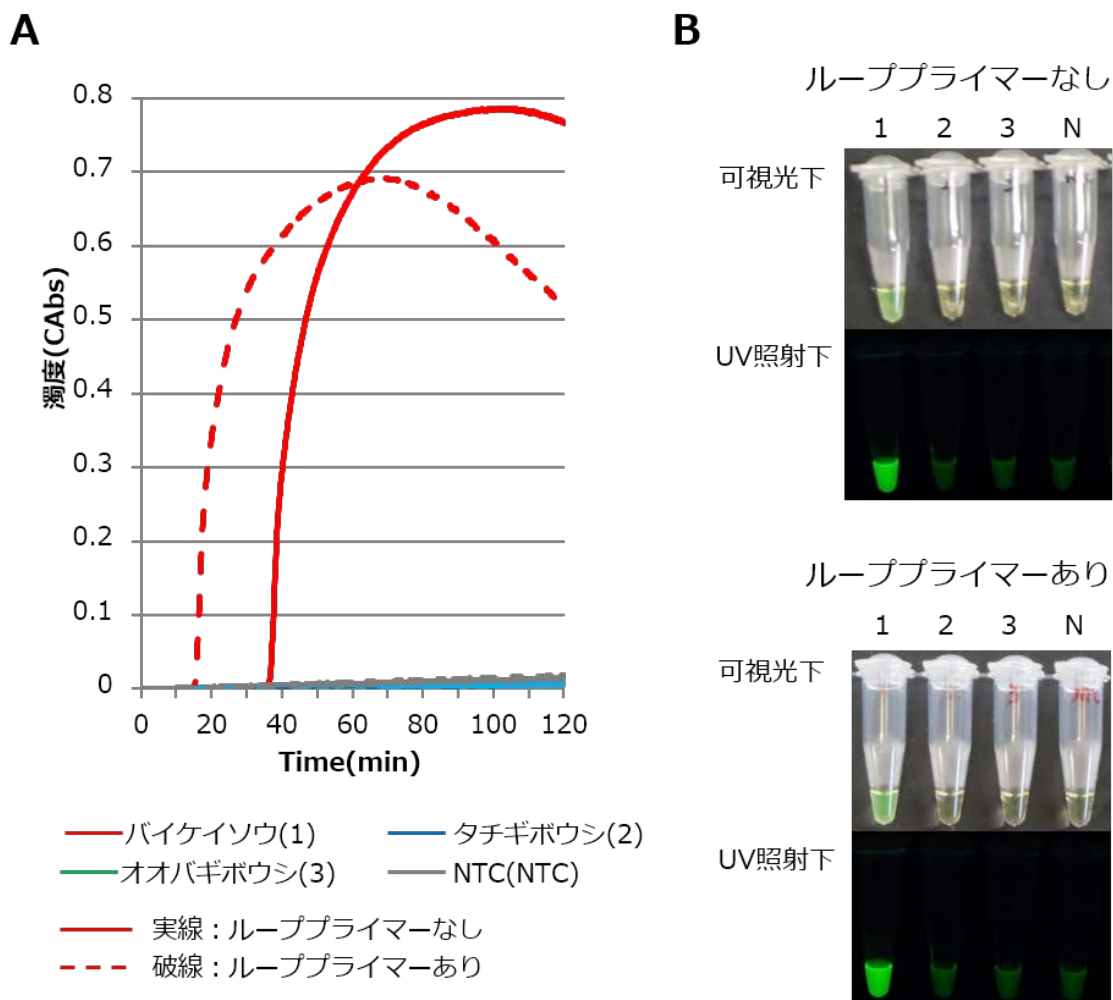 A
0.8
0.7
0.6
0.5
0.4
0.3
0.2
0.1
0
濁度(CAbs)
0 20 40 60 80 100 120
Time(min)
バイケイソウ(1)
タチギボウシ(2)
オオバギボウシ(3)
NTC(NTC)
実線：ループプライマーなし
破線：ループプライマーあり
B
ループプライマーなし
1 2 3 N
可視光下
UV照射下
ループプライマーあり
1 2 3 N
可視光下
3
NTC
UV照射下